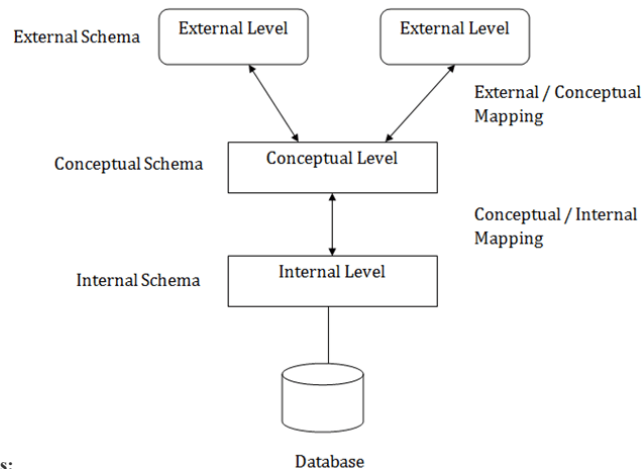 External Schema
External Level
External Level
External / Conceptual
Mapping
Conceptual Schema
Conceptual Level
Conceptual / Internal
Mapping
Internal Schema
Internal Level
Database
s: